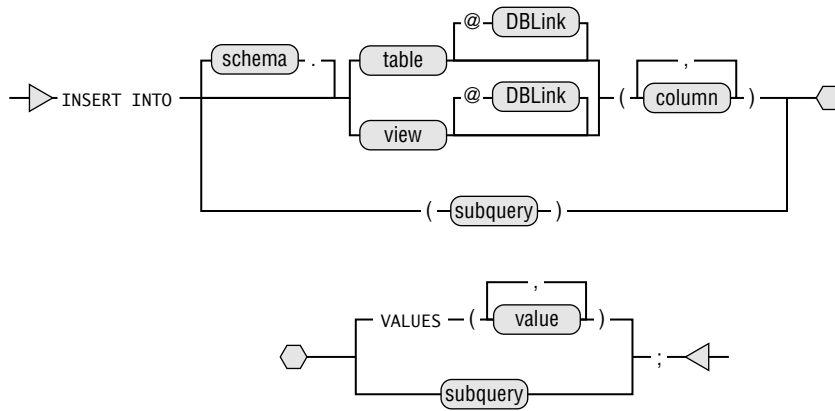 @ DBLink
schema . table ,
INSERT INTO @ DBLink ( column )
view
( subquery )
,
VALUES ( value )
;
subquery